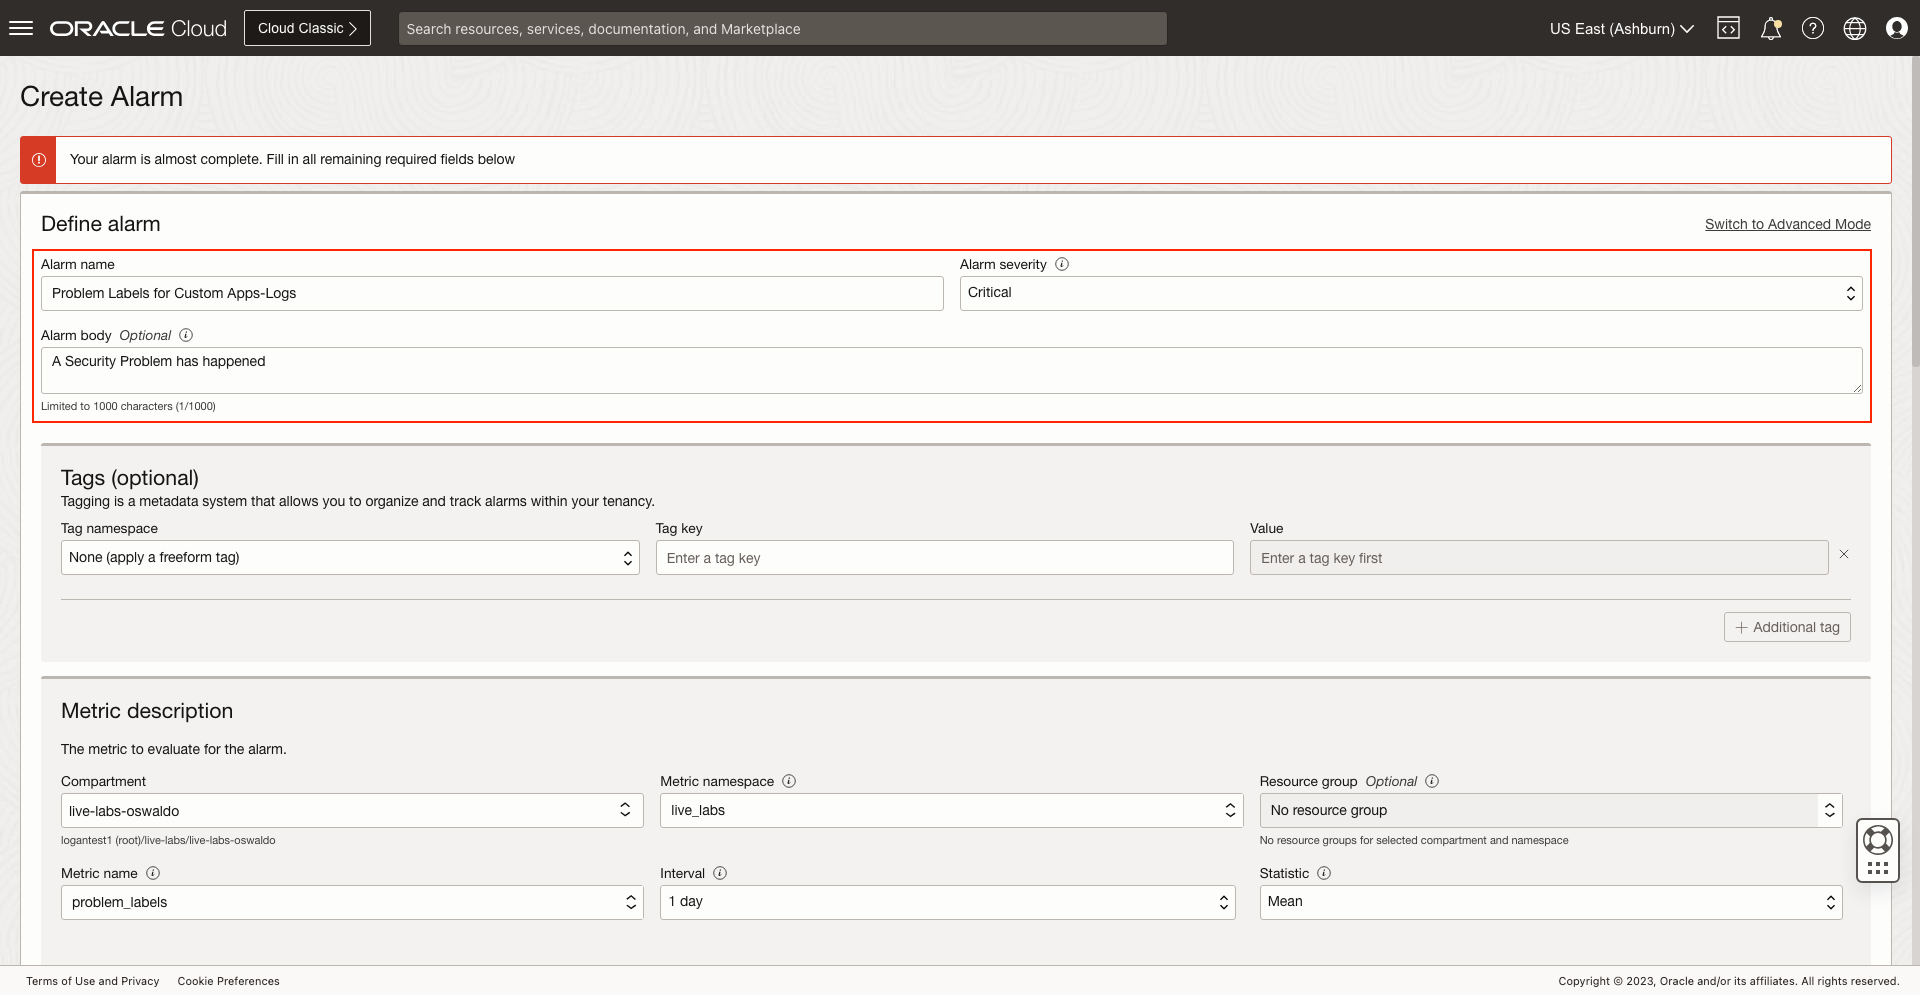 ORACLE Cloud
Cloud Classic
Search resources, services, documentation, and Marketplace
US East (Ashburn)
Create Alarm
Your alarm is almost complete. Fill in all remaining required fields below
Define alarm
Switch to Advanced Mode
Alarm name
Alarm severity
Problem Labels for Custom Apps-Logs
Critical
Alarm body Optional
A Security Problem has happened
Limited to 1000 characters (1/1000)
Tags (optional)
Tagging is a metadata system that allows you to organize and track alarms within your tenancy.
Tag namespace
Tag key
Value
None (apply a freeform tag)
Enter a tag key
Enter a tag key first
Additional tag
Metric description
The metric to evaluate for the alarm.
Compartment
Metric namespace
Resource group Optional
live-labs-oswaldo
live_labs
No resource group
logantest1 (root)/live-labs/live-labs-oswaldo
No resource groups for selected compartment and namespace
Metric name
Interval
Statistic
problem_labels
1 day
Mean
Terms of Use and Privacy
Cookie Preferences
Copyright © 2023, Oracle and/or its affiliates. All rights reserved.